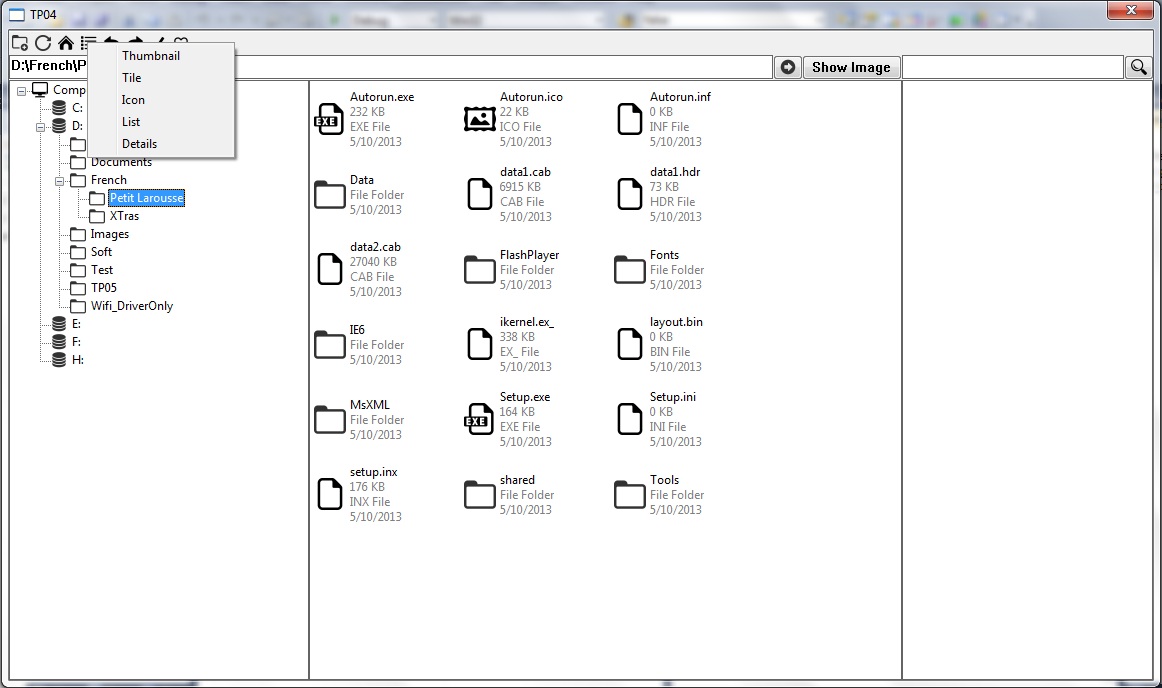 TP04
D:\French\P
Show Image
Thumbnail
Tile
Icon
List
Details
Comp
C:
D:
Documents
French
Petit Larousse
XTras
Images
Soft
Test
TP05
Wifi_DriverOnly
E:
F:
H:
Autorun.exe
232 KB
EXE File
5/10/2013
Autorun.ico
22 KB
ICO File
5/10/2013
Autorun.inf
0 KB
INF File
5/10/2013
Data
File Folder
5/10/2013
data1.cab
6915 KB
CAB File
5/10/2013
data1.hdr
73 KB
HDR File
5/10/2013
data2.cab
27040 KB
CAB File
5/10/2013
FlashPlayer
File Folder
5/10/2013
Fonts
File Folder
5/10/2013
IE6
File Folder
5/10/2013
ikernel.ex_
338 KB
EX_ File
5/10/2013
layout.bin
0 KB
BIN File
5/10/2013
MsXML
File Folder
5/10/2013
Setup.exe
164 KB
EXE File
5/10/2013
Setup.ini
0 KB
INI File
5/10/2013
setup.inx
176 KB
INX File
5/10/2013
shared
File Folder
5/10/2013
Tools
File Folder
5/10/2013
EXE
EXE